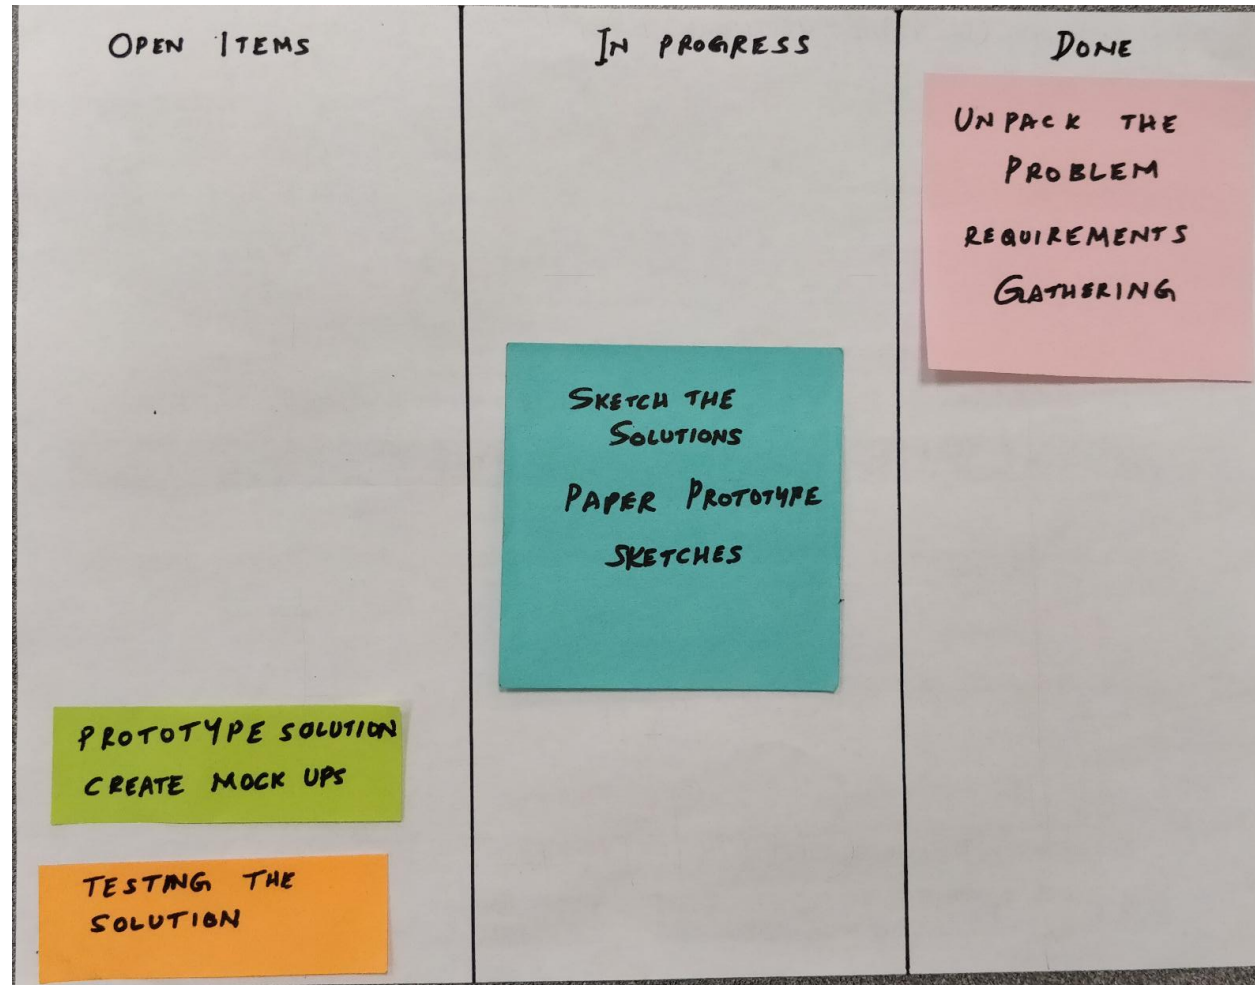 OPEN ITEMS
IN PROGRESS
DONE
UNPACK THE
PROBLEM
REQUIREMENTS
GATHERING
SKETCH THE
SOLUTIONS
PAPER PROTOTYPE
SKETCHES
PROTOTYPE SOLUTION
CREATE MOCK UPS
TESTING THE
SOLUTION